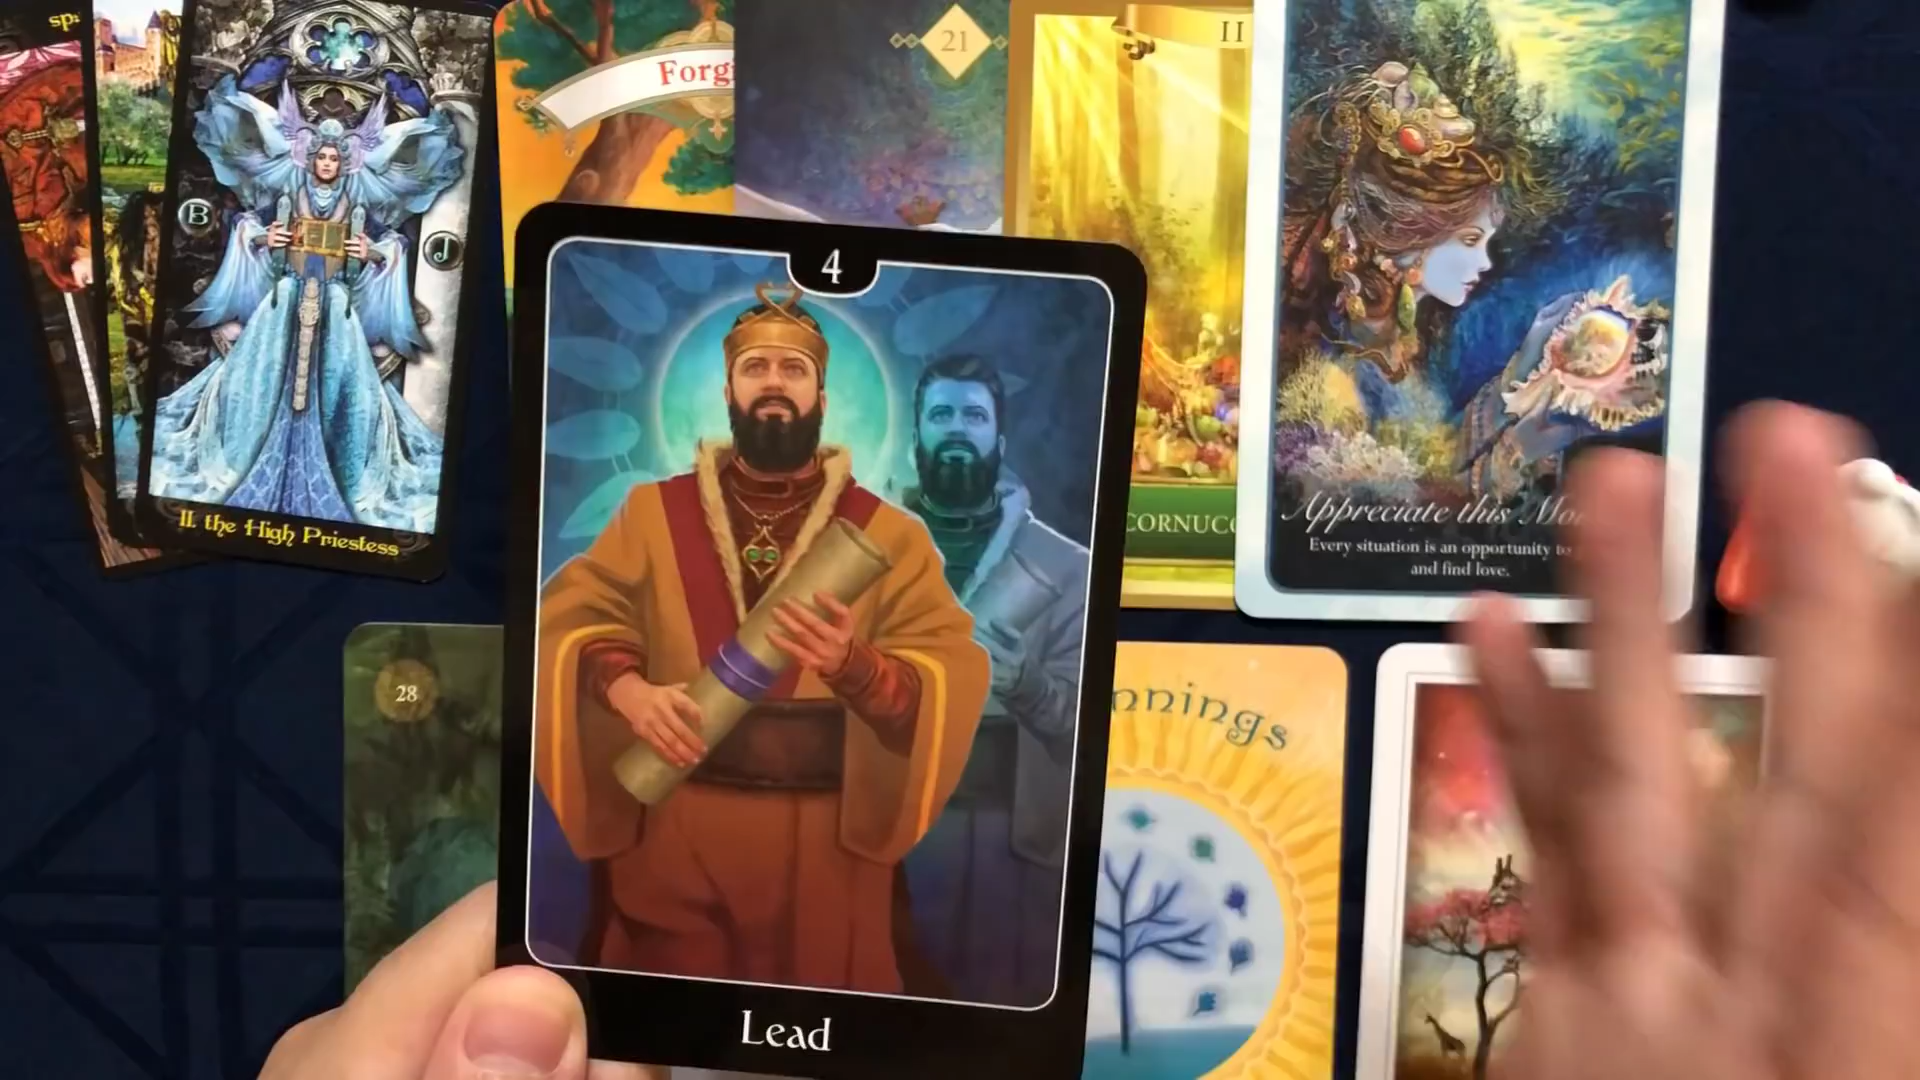 sp
B
J
II. the High Priestess
Forg
21
II
CORNUC
Appreciate this Mo
Every situation is an opportunity to
and find love.
4
Lead
28
nnings